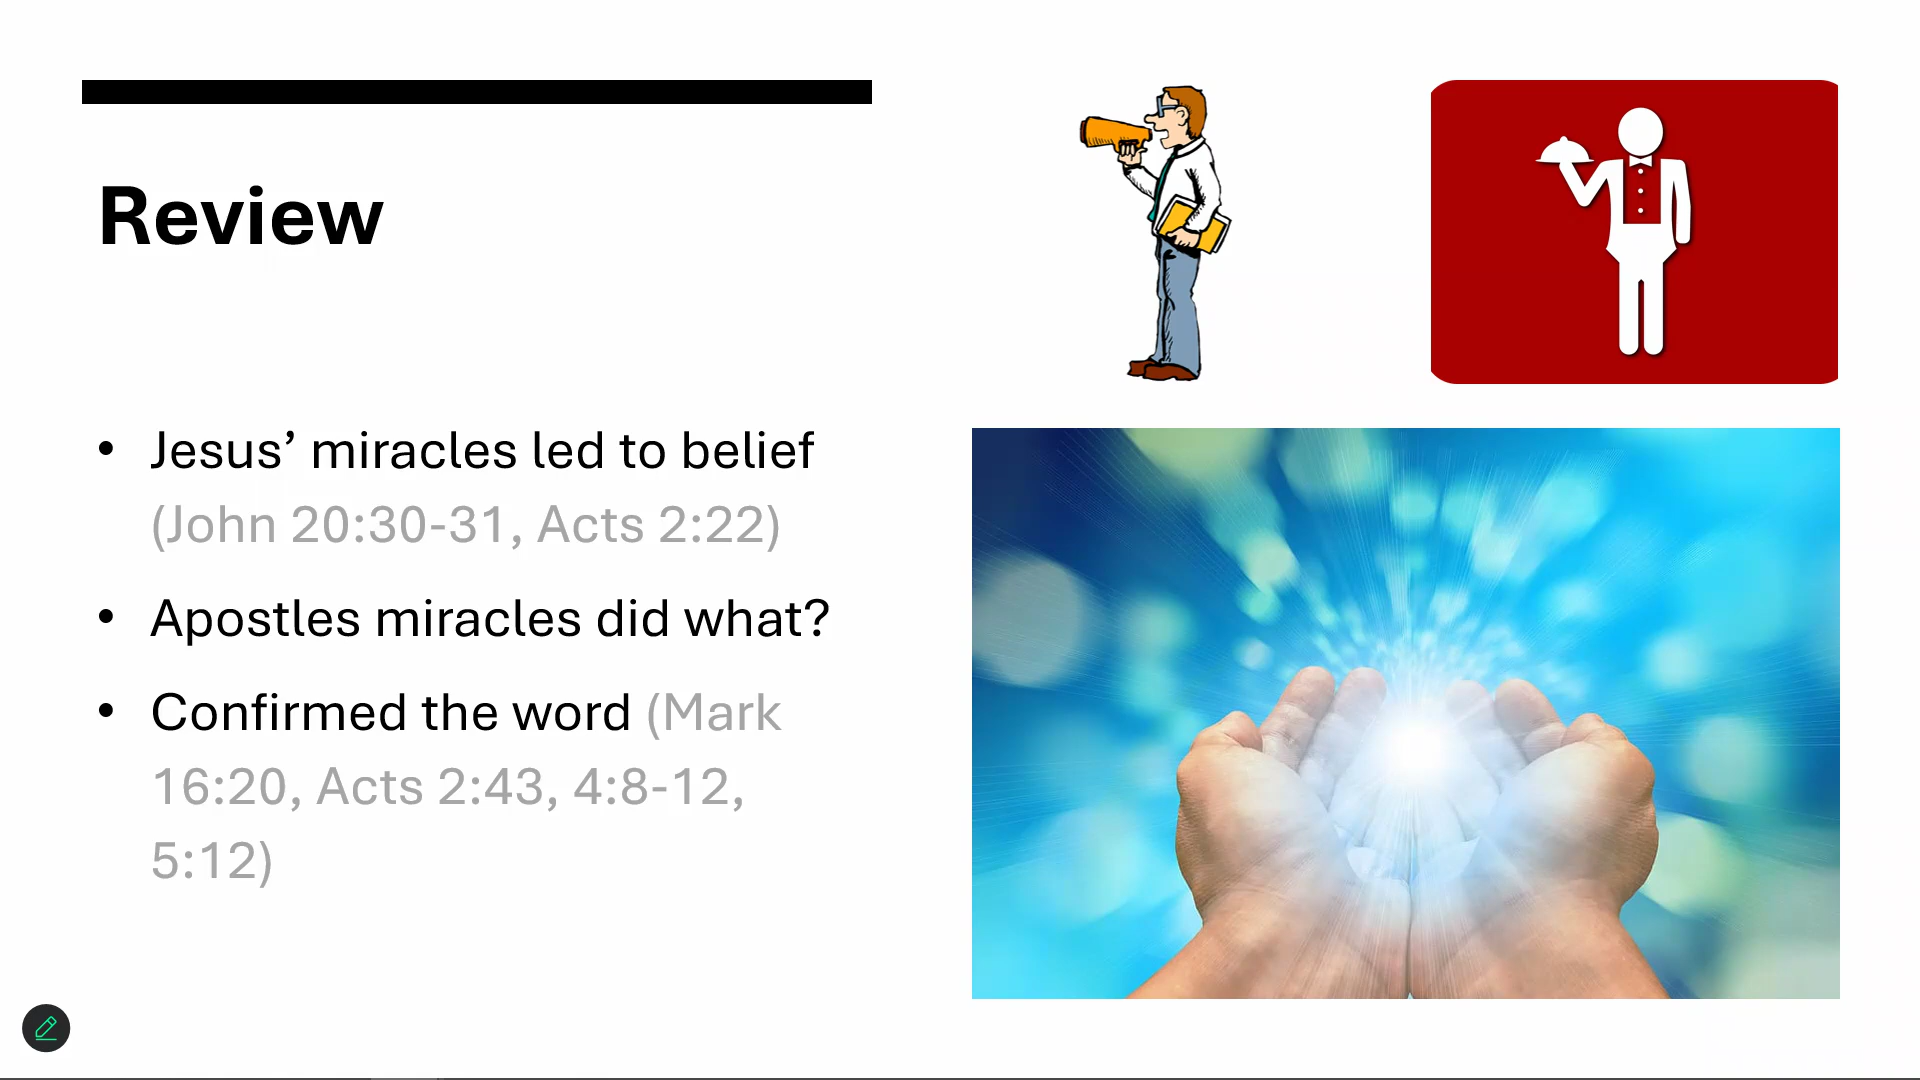 Review
• Jesus’ miracles led to belief
(John 20:30-31, Acts 2:22)
• Apostles miracles did what?
• Confirmed the word (Mark
16:20, Acts 2:43, 4:8-12,
5:12)